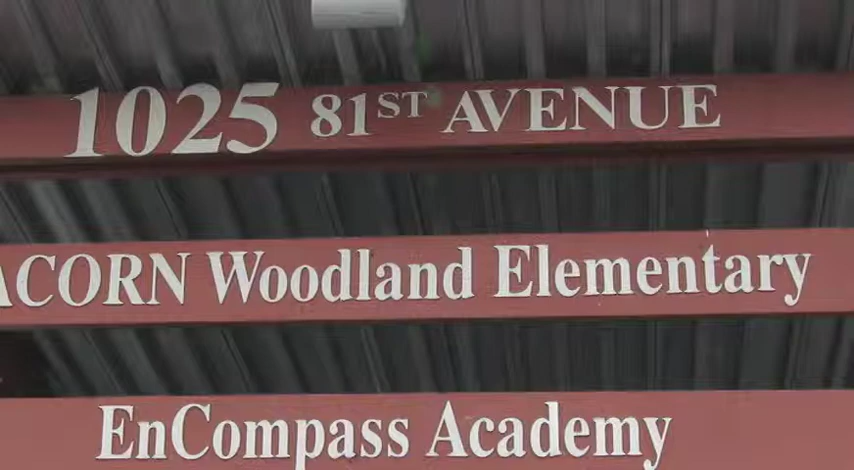 1025 81ST AVENUE
ACORN Woodland Elementary
EnCompass Academy